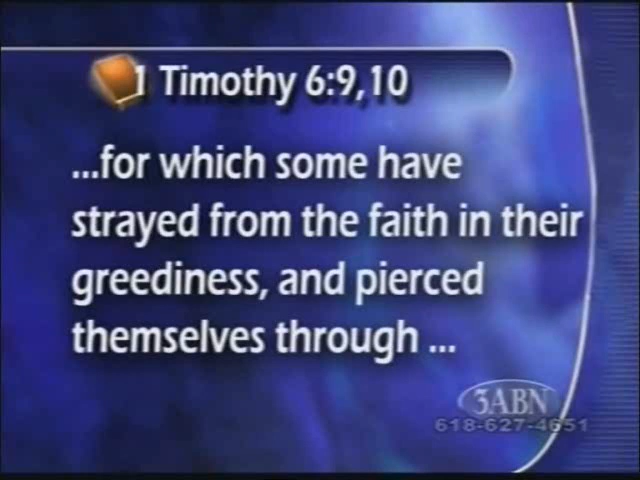 1 Timothy 6:9,10
...for which some have
strayed from the faith in their
greediness, and pierced
themselves through ...
3ABN
618-627-4651